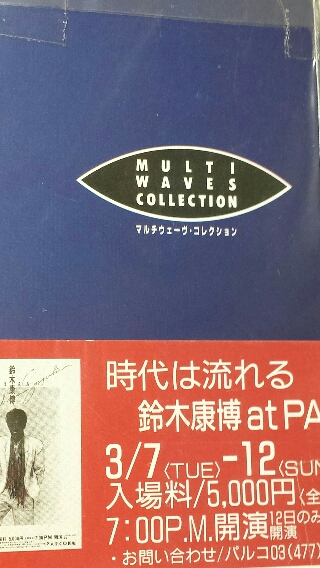 MULTI
WAVES
COLLECTION
マルチウェーヴ・コレクション
鈴木康博
時代は流れる
鈴木康博 at PA
3/7〈TUE〉-12〈SUN
入場料/5,000円〈全
7:00P.M.開演 12日のみ
開演
・お問い合わせ/パルコ03(477)